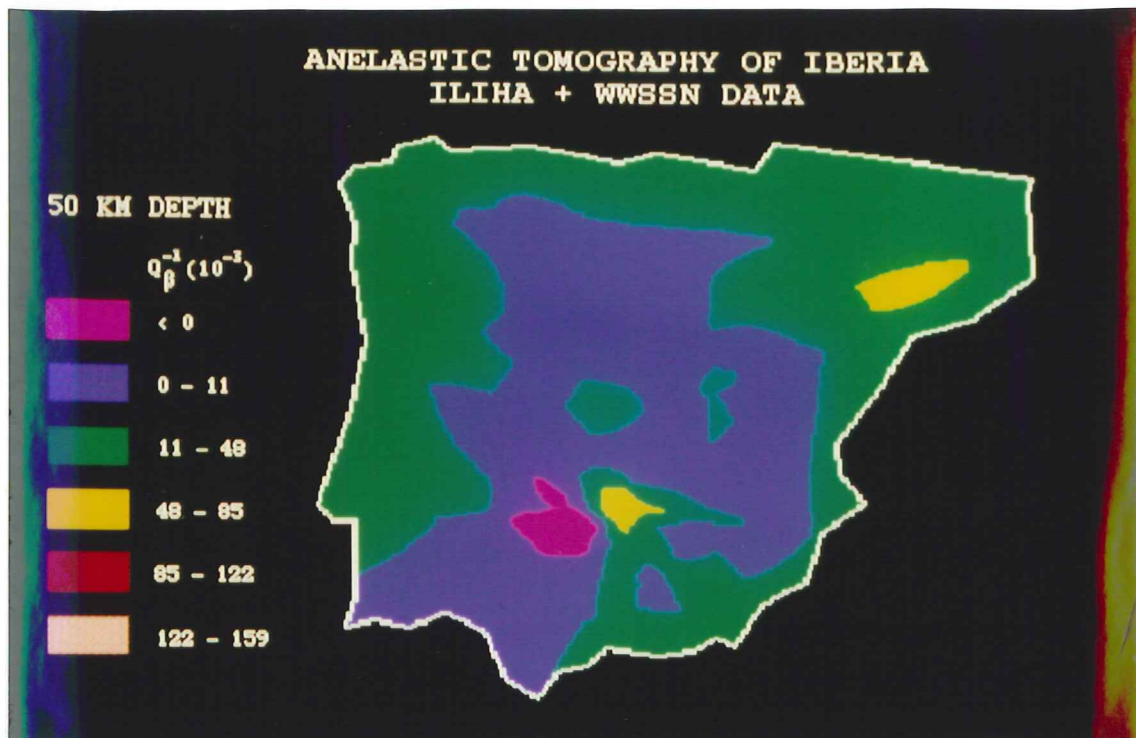 ANELASTIC TOMOGRAPHY OF IBERIA
ILIHA + WWSSN DATA
50 KM DEPTH
Q_β^{-1} (10^{-3})
< 0
0 - 11
11 - 48
48 - 85
85 - 122
122 - 159